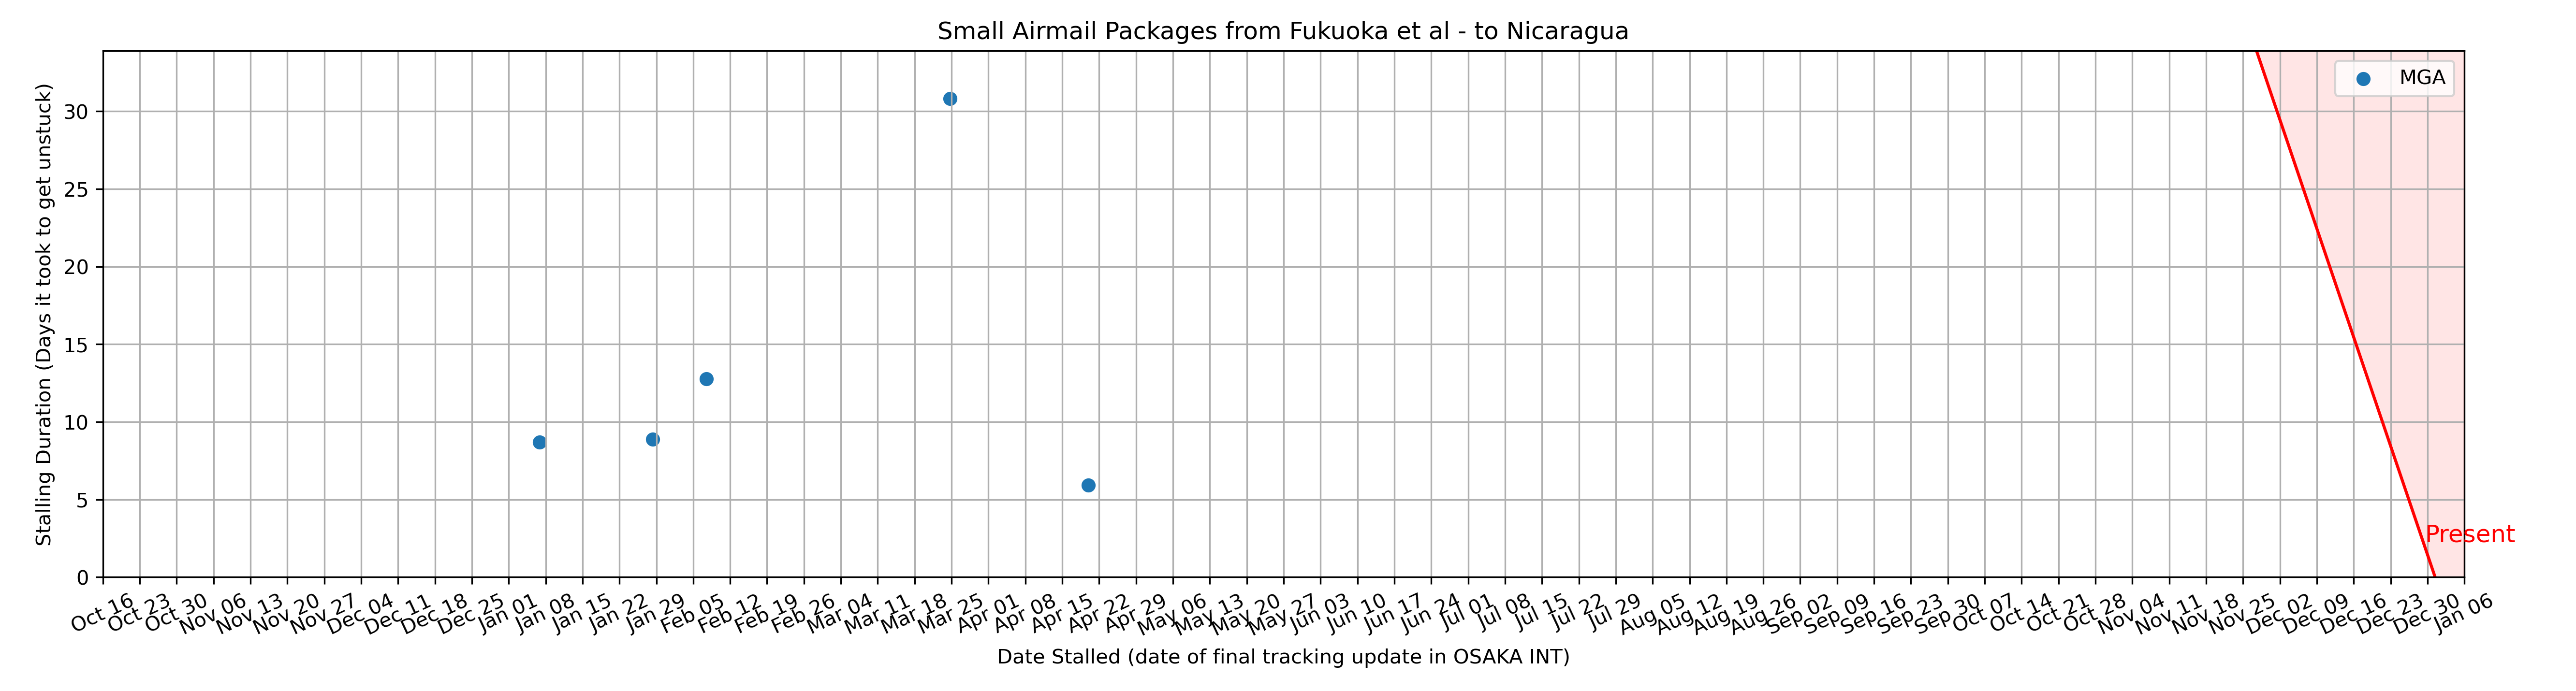 Small Airmail Packages from Fukuoka et al - to Nicaragua
MGA
Stalling Duration (Days it took to get unstuck)
30
25
20
15
10
5
0
Present
Oct 16 Oct 23 Oct 30 Nov 06 Nov 13 Nov 20 Nov 27 Dec 04 Dec 11 Dec 18 Dec 25 Jan 01 Jan 08 Jan 15 Jan 22 Jan 29 Feb 05 Feb 12 Feb 19 Feb 26 Mar 04 Mar 11 Mar 18 Mar 25 Apr 01 Apr 08 Apr 15 Apr 22 Apr 29 May 06 May 13 May 20 May 27 Jun 03 Jun 10 Jun 17 Jun 24 Jul 01 Jul 08 Jul 15 Jul 22 Jul 29 Aug 05 Aug 12 Aug 19 Aug 26 Sep 02 Sep 09 Sep 16 Sep 23 Sep 30 Oct 07 Oct 14 Oct 21 Oct 28 Nov 04 Nov 11 Nov 18 Nov 25 Dec 02 Dec 09 Dec 16 Dec 23 Dec 30 Jan 06
Date Stalled (date of final tracking update in OSAKA INT)